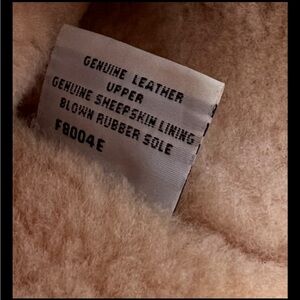 GENUINE LEATHER
UPPER
GENUINE SHEEPSKIN LINING
BLOWN RUBBER SOLE
F8004E